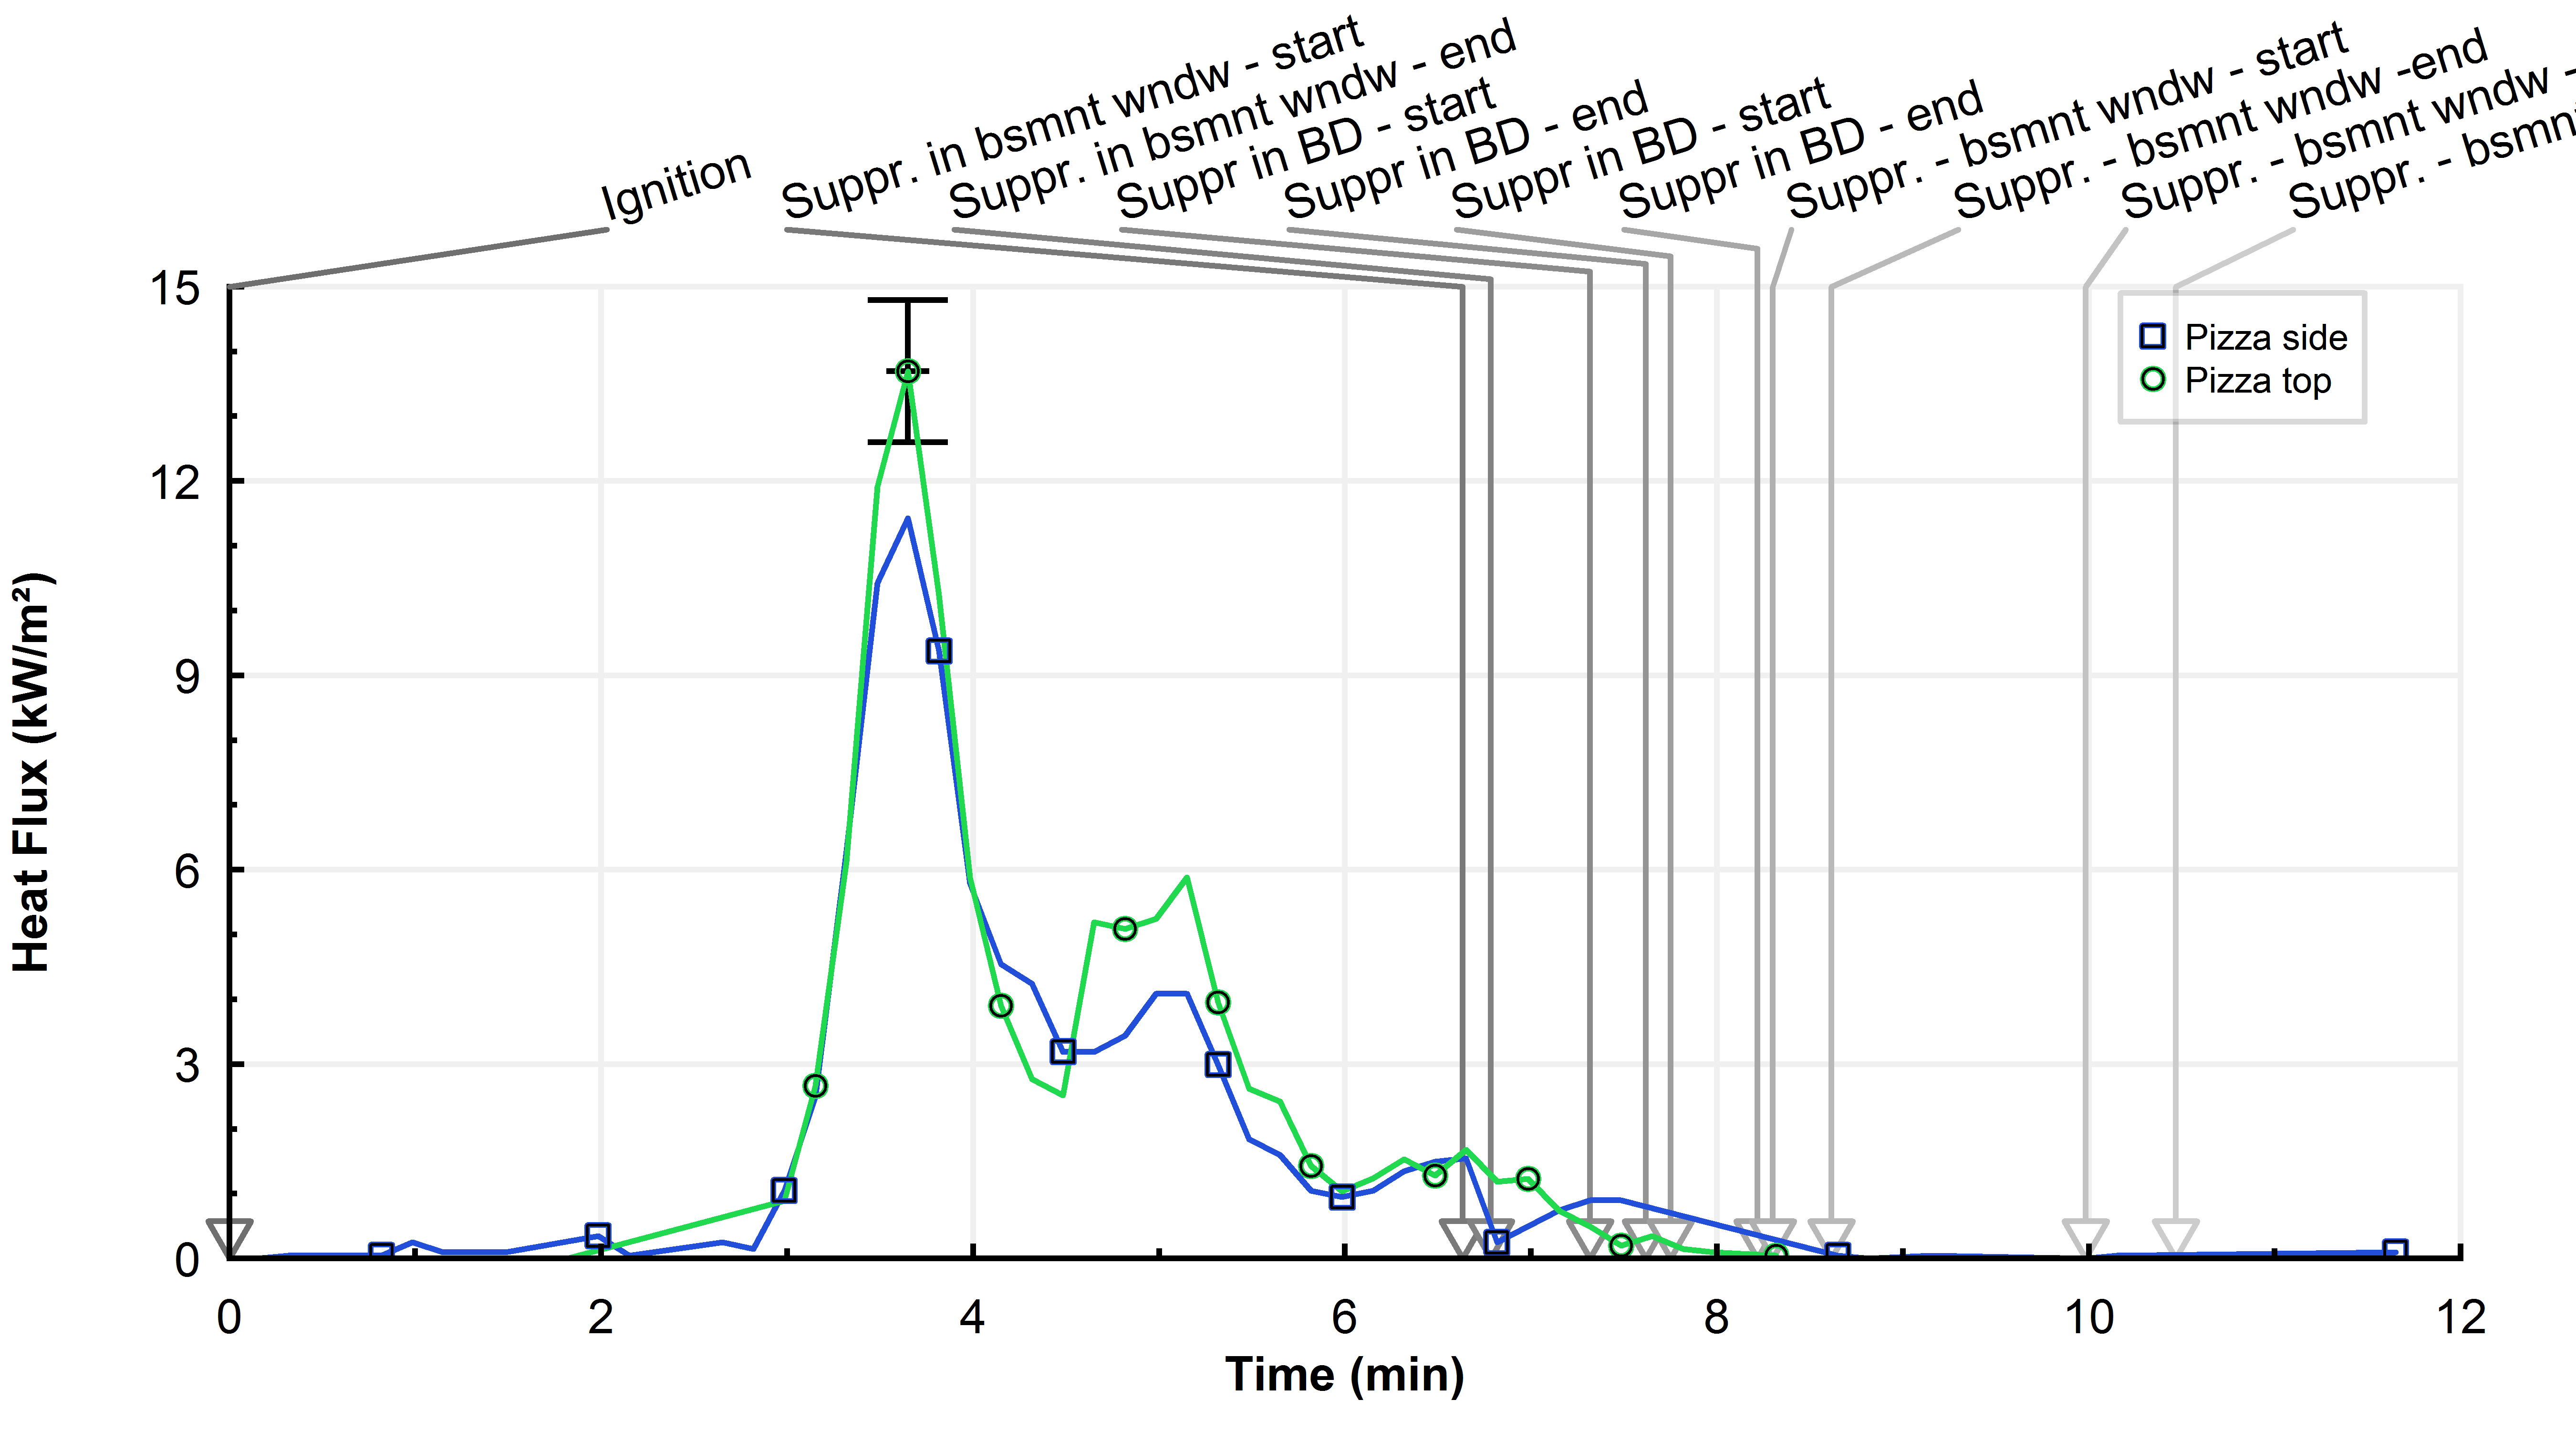 Ignition
Suppr. in bsmnt wndw - start
Suppr. in bsmnt wndw - end
Suppr in BD - start
Suppr in BD - end
Suppr in BD - start
Suppr in BD - end
Suppr. - bsmnt wndw - start
Suppr. - bsmnt wndw -end
Suppr. - bsmnt wndw -
Suppr. - bsmn
15
12
9
6
3
0
Heat Flux (kW/m²)
Pizza side
Pizza top
0 2 4 6 8 10 12
Time (min)